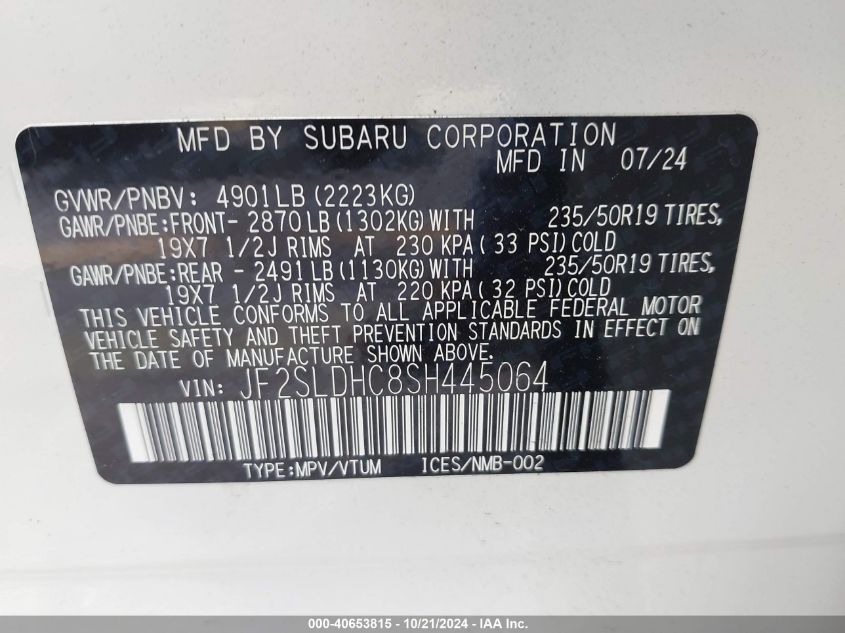 MFD BY SUBARU CORPORATION
MFD IN 07/24
GVWR/PNBV: 4901LB (2223KG)
GAWR/PNBE:FRONT- 2870LB(1302KG)WITH 235/50R19 TIRES,
19X7 1/2J RIMS AT 230 KPA( 33 PSI)COLD
GAWR/PNBE:REAR - 2491LB(1130KG)WITH 235/50R19 TIRES,
19X7 1/2J RIMS AT 220 KPA( 32 PSI)COLD
THIS VEHICLE CONFORMS TO ALL APPLICABLE FEDERAL MOTOR
VEHICLE SAFETY AND THEFT PREVENTION STANDARDS IN EFFECT ON
THE DATE OF MANUFACTURE SHOWN ABOVE.
VIN: JF2SLDHC8SH445064
TYPE:MPV/VTUM ICES/NMB-002
000-40653815 - 10/21/2024 - IAA Inc.